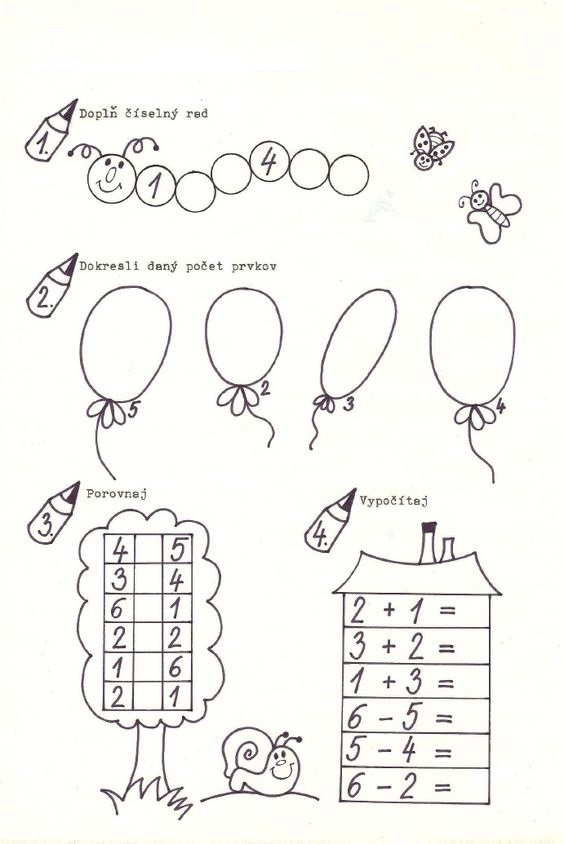 1. Doplň číselný rad
1 4
2. Dokresli daný počet prvkov
5 2 3 4
3. Porovnaj
4 5
3 4
6 1
2 2
1 6
2 1
4. Vypočítaj
2 + 1 =
3 + 2 =
1 + 3 =
6 - 5 =
5 - 4 =
6 - 2 =